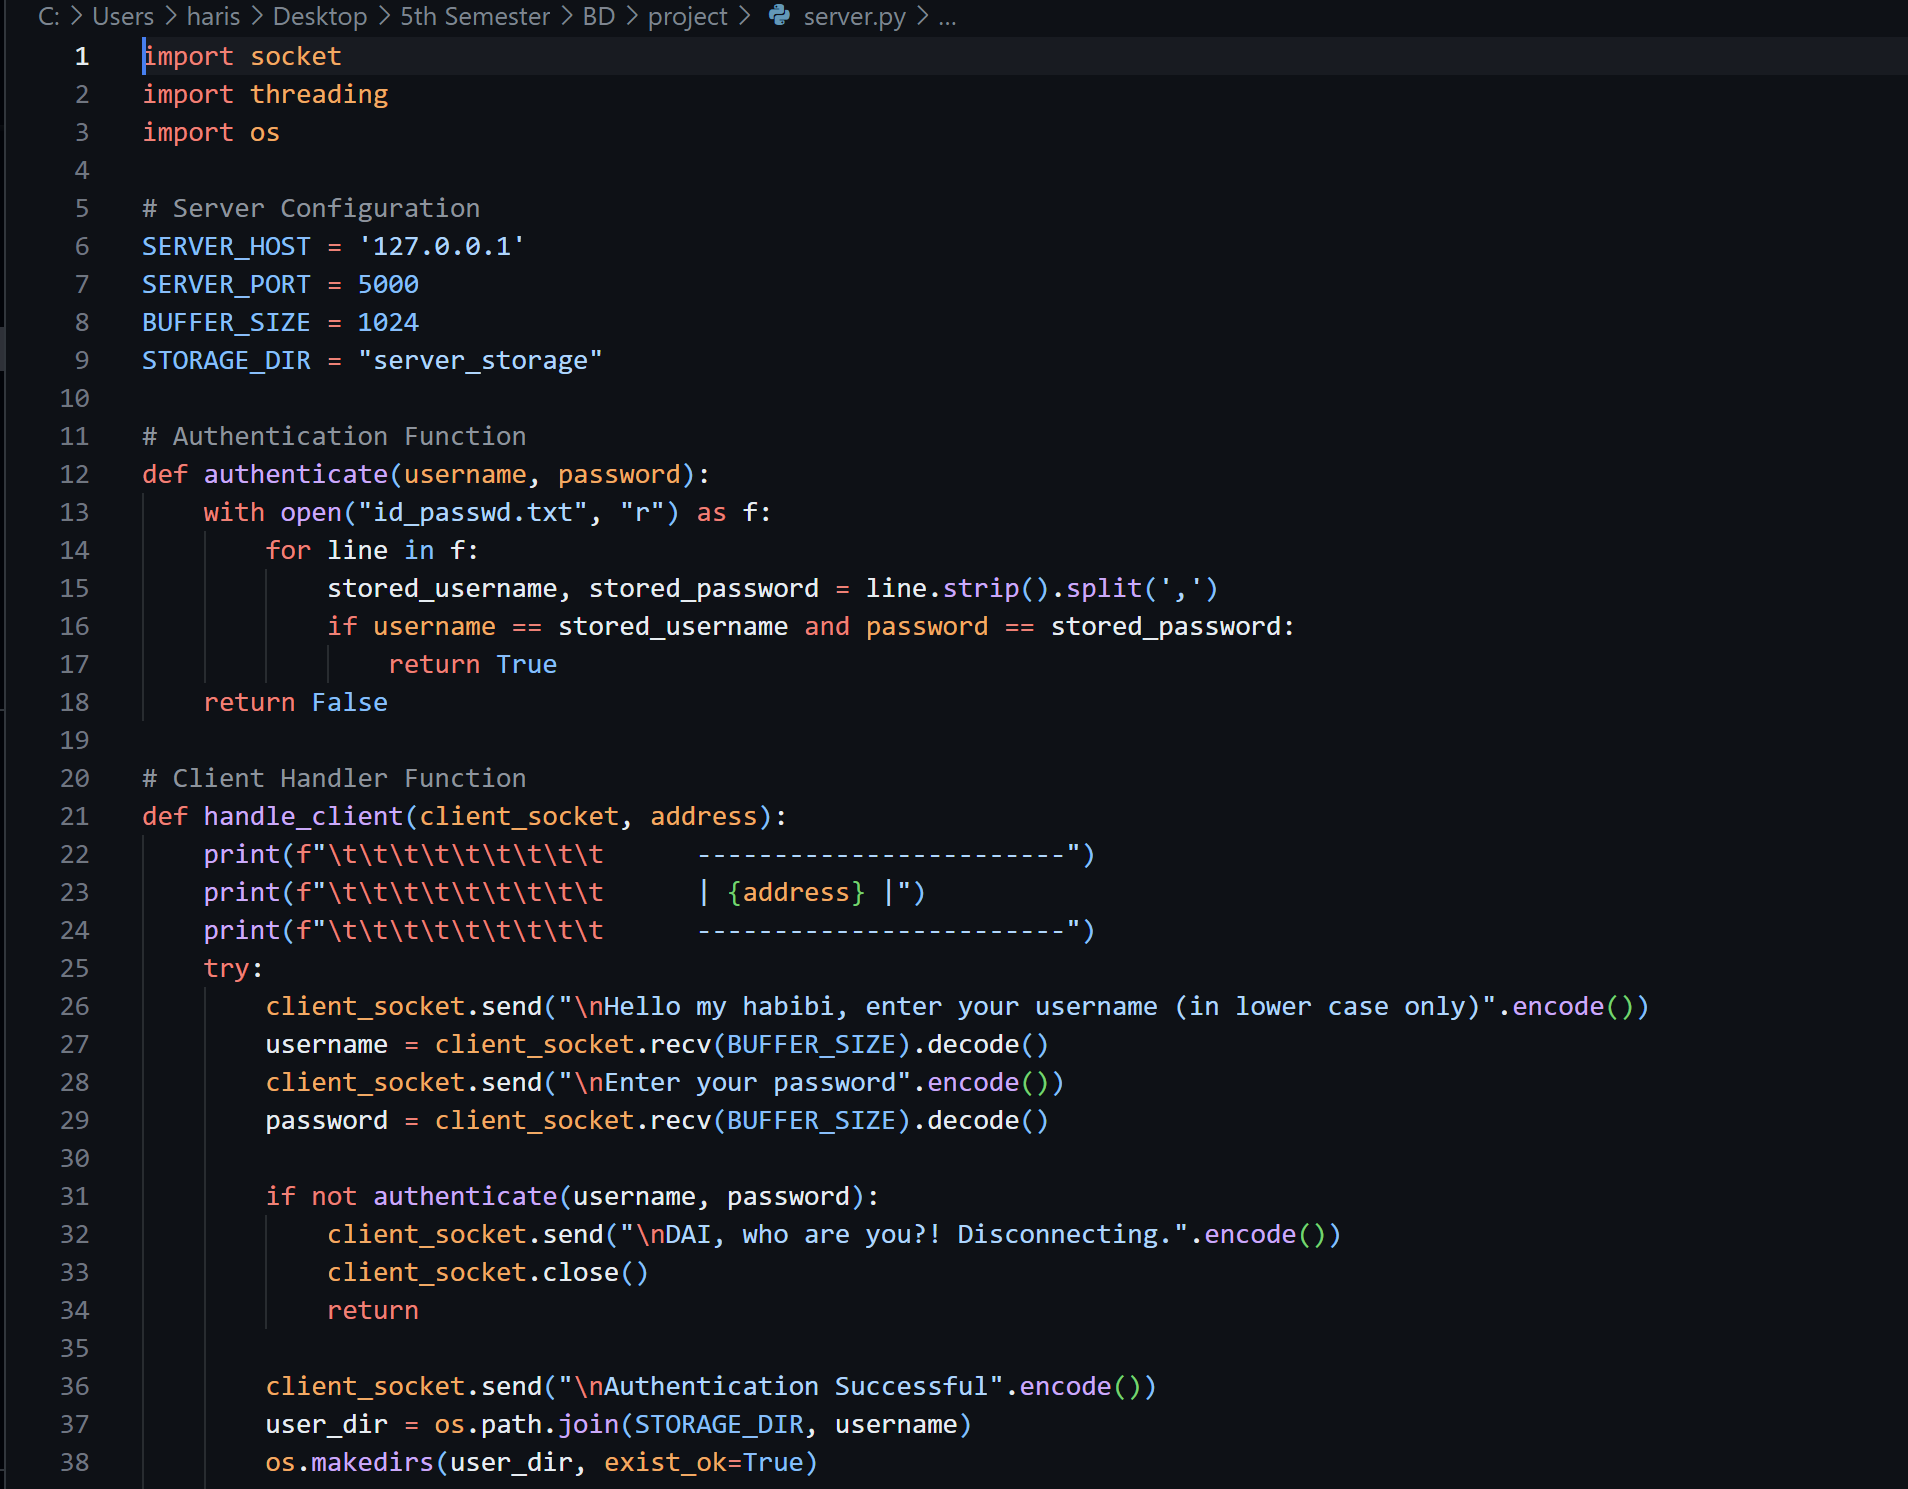 C: > Users > haris > Desktop > 5th Semester > BD > project > server.py > ...
1 import socket
2 import threading
3 import os
4
5 # Server Configuration
6 SERVER_HOST = '127.0.0.1'
7 SERVER_PORT = 5000
8 BUFFER_SIZE = 1024
9 STORAGE_DIR = "server_storage"
10
11 # Authentication Function
12 def authenticate(username, password):
13     with open("id_passwd.txt", "r") as f:
14         for line in f:
15             stored_username, stored_password = line.strip().split(',')
16             if username == stored_username and password == stored_password:
17                 return True
18     return False
19
20 # Client Handler Function
21 def handle_client(client_socket, address):
22     print(f"\t\t\t\t\t\t\t\t\t      ------------------------")
23     print(f"\t\t\t\t\t\t\t\t\t      | {address} |")
24     print(f"\t\t\t\t\t\t\t\t\t      ------------------------")
25     try:
26         client_socket.send("\nHello my habibi, enter your username (in lower case only)".encode())
27         username = client_socket.recv(BUFFER_SIZE).decode()
28         client_socket.send("\nEnter your password".encode())
29         password = client_socket.recv(BUFFER_SIZE).decode()
30
31         if not authenticate(username, password):
32             client_socket.send("\nDAI, who are you?! Disconnecting.".encode())
33             client_socket.close()
34             return
35
36         client_socket.send("\nAuthentication Successful".encode())
37         user_dir = os.path.join(STORAGE_DIR, username)
38         os.makedirs(user_dir, exist_ok=True)